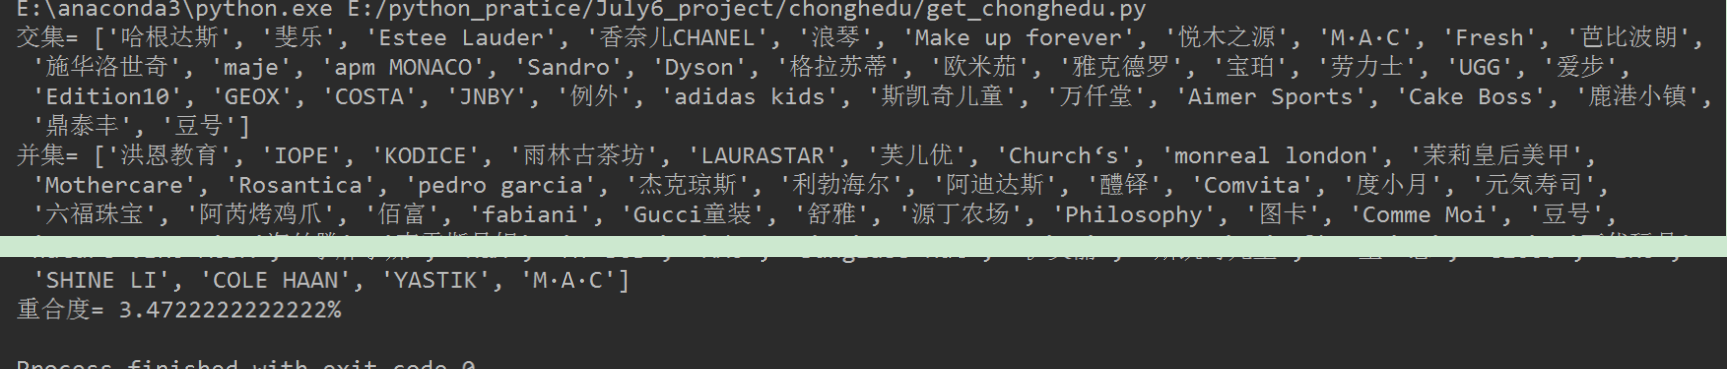 E:\anaconda3\python.exe E:/python_pratice/July6_project/chonghedu/get_chonghedu.py
交集= ['哈根达斯', '斐乐', 'Estee Lauder', '香奈儿CHANEL', '浪琴', 'Make up forever', '悦木之源', 'M·A·C', 'Fresh', '芭比波朗',
'施华洛世奇', 'maje', 'apm MONACO', 'Sandro', 'Dyson', '格拉苏蒂', '欧米茄', '雅克德罗', '宝珀', '劳力士', 'UGG', '爱步',
'Edition10', 'GEOX', 'COSTA', 'JNBY', '例外', 'adidas kids', '斯凯奇儿童', '万仟堂', 'Aimer Sports', 'Cake Boss', '鹿港小镇',
'鼎泰丰', '豆号']
并集= ['洪恩教育', 'IOPE', 'KODICE', '雨林古茶坊', 'LAURASTAR', '芙儿优', 'Church‘s', 'monreal london', '茉莉皇后美甲',
'Mothercare', 'Rosantica', 'pedro garcia', '杰克琼斯', '利勃海尔', '阿迪达斯', '醴铎', 'Comvita', '度小月', '元気寿司',
'六福珠宝', '阿芮烤鸡爪', '佰富', 'fabiani', 'Gucci童装', '舒雅', '源丁农场', 'Philosophy', '图卡', 'Comme Moi', '豆号',
'SHINE LI', 'COLE HAAN', 'YASTIK', 'M·A·C']
重合度= 3.4722222222222%
Process finished with exit code 0